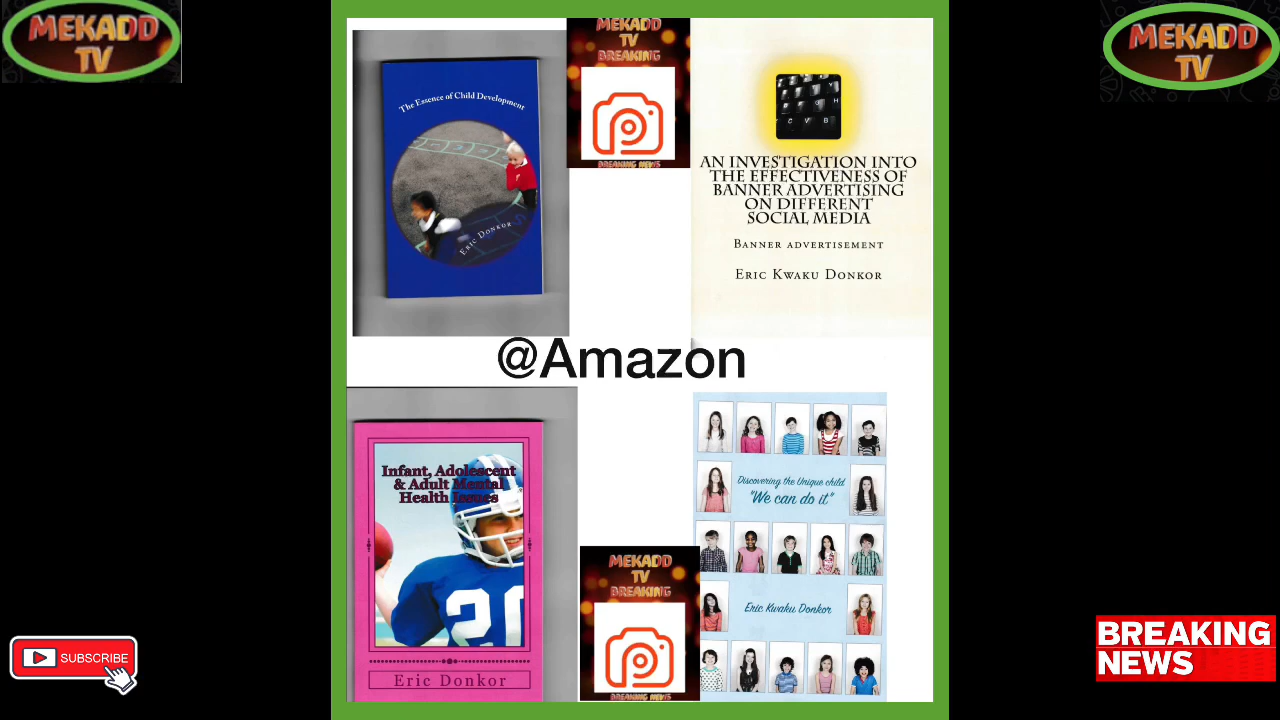 MEKADD
TV
MEKADD
TV
MEKADD
TV
BREAKING
BREAKING NEWS
The Essence of Child Development
Eric Donkor
Y
G H
C V B
AN INVESTIGATION INTO
THE EFFECTIVENESS OF
BANNER ADVERTISING
ON DIFFERENT
SOCIAL MEDIA
Banner advertisement
Eric Kwaku Donkor
@Amazon
Infant, Adolescent
& Adult Mental
Health Issues
20
Eric Donkor
Discovering the Unique child
"We can do it"
Eric Kwaku Donkor
MEKADD
TV
BREAKING
BREAKING NEWS
SUBSCRIBE
BREAKING
NEWS